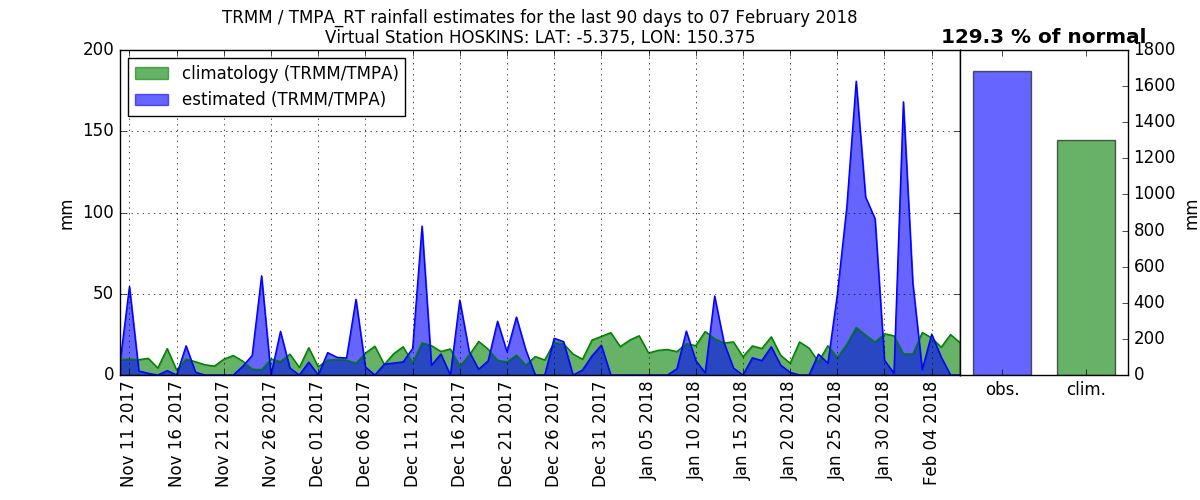 TRMM / TMPA_RT rainfall estimates for the last 90 days to 07 February 2018
Virtual Station HOSKINS: LAT: -5.375, LON: 150.375
129.3 % of normal
climatology (TRMM/TMPA)
estimated (TRMM/TMPA)
200
150
100
50
0
mm
1800
1600
1400
1200
1000
800
600
400
200
0
mm
Nov 11 2017
Nov 16 2017
Nov 21 2017
Nov 26 2017
Dec 01 2017
Dec 06 2017
Dec 11 2017
Dec 16 2017
Dec 21 2017
Dec 26 2017
Dec 31 2017
Jan 05 2018
Jan 10 2018
Jan 15 2018
Jan 20 2018
Jan 25 2018
Jan 30 2018
Feb 04 2018
obs.
clim.